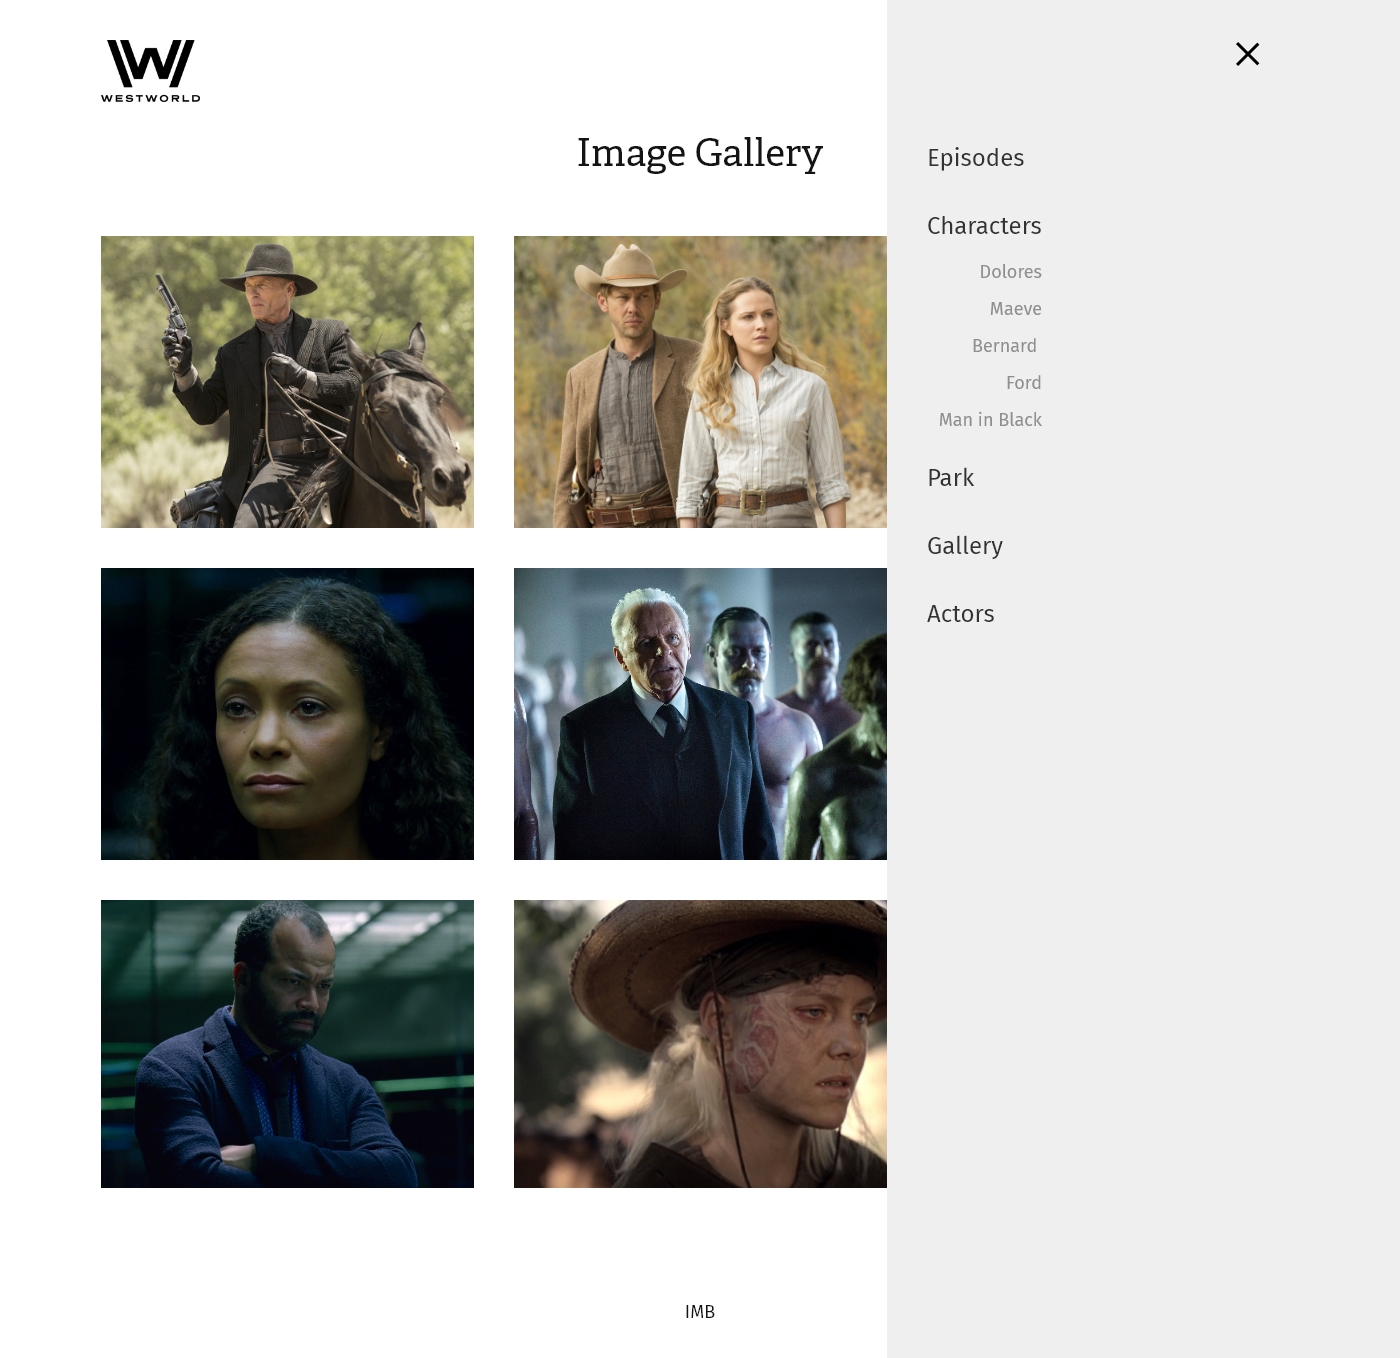 WESTWORLD
Image Gallery
Episodes
Characters
Dolores
Maeve
Bernard
Ford
Man in Black
Park
Gallery
Actors
IMB